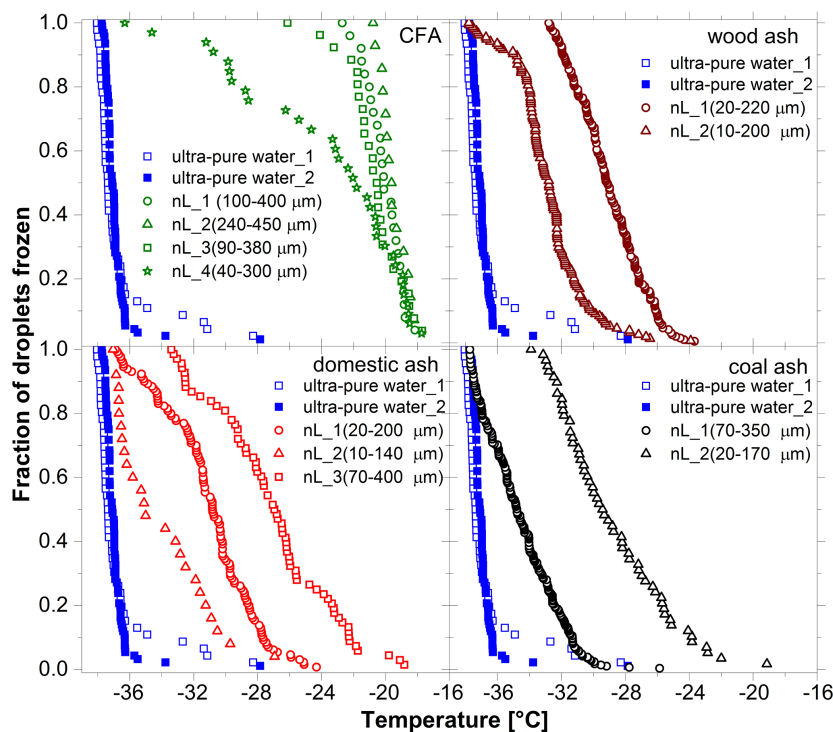 CFA
ultra-pure water_1
ultra-pure water_2
nL_1 (100-400 µm)
nL_2(240-450 µm)
nL_3(90-380 µm)
nL_4(40-300 µm)
wood ash
ultra-pure water_1
ultra-pure water_2
nL_1(20-220 µm)
nL_2(10-200 µm)
1.0
0.8
0.6
0.4
0.2
domestic ash
ultra-pure water_1
ultra-pure water_2
nL_1(20-200 µm)
nL_2(10-140 µm)
nL_3(70-400 µm)
coal ash
ultra-pure water_1
ultra-pure water_2
nL_1(70-350 µm)
nL_2(20-170 µm)
1.0
0.8
0.6
0.4
0.2
0.0
Fraction of droplets frozen
-36 -32 -28 -24 -20 -16 -36 -32 -28 -24 -20 -16
Temperature [°C]